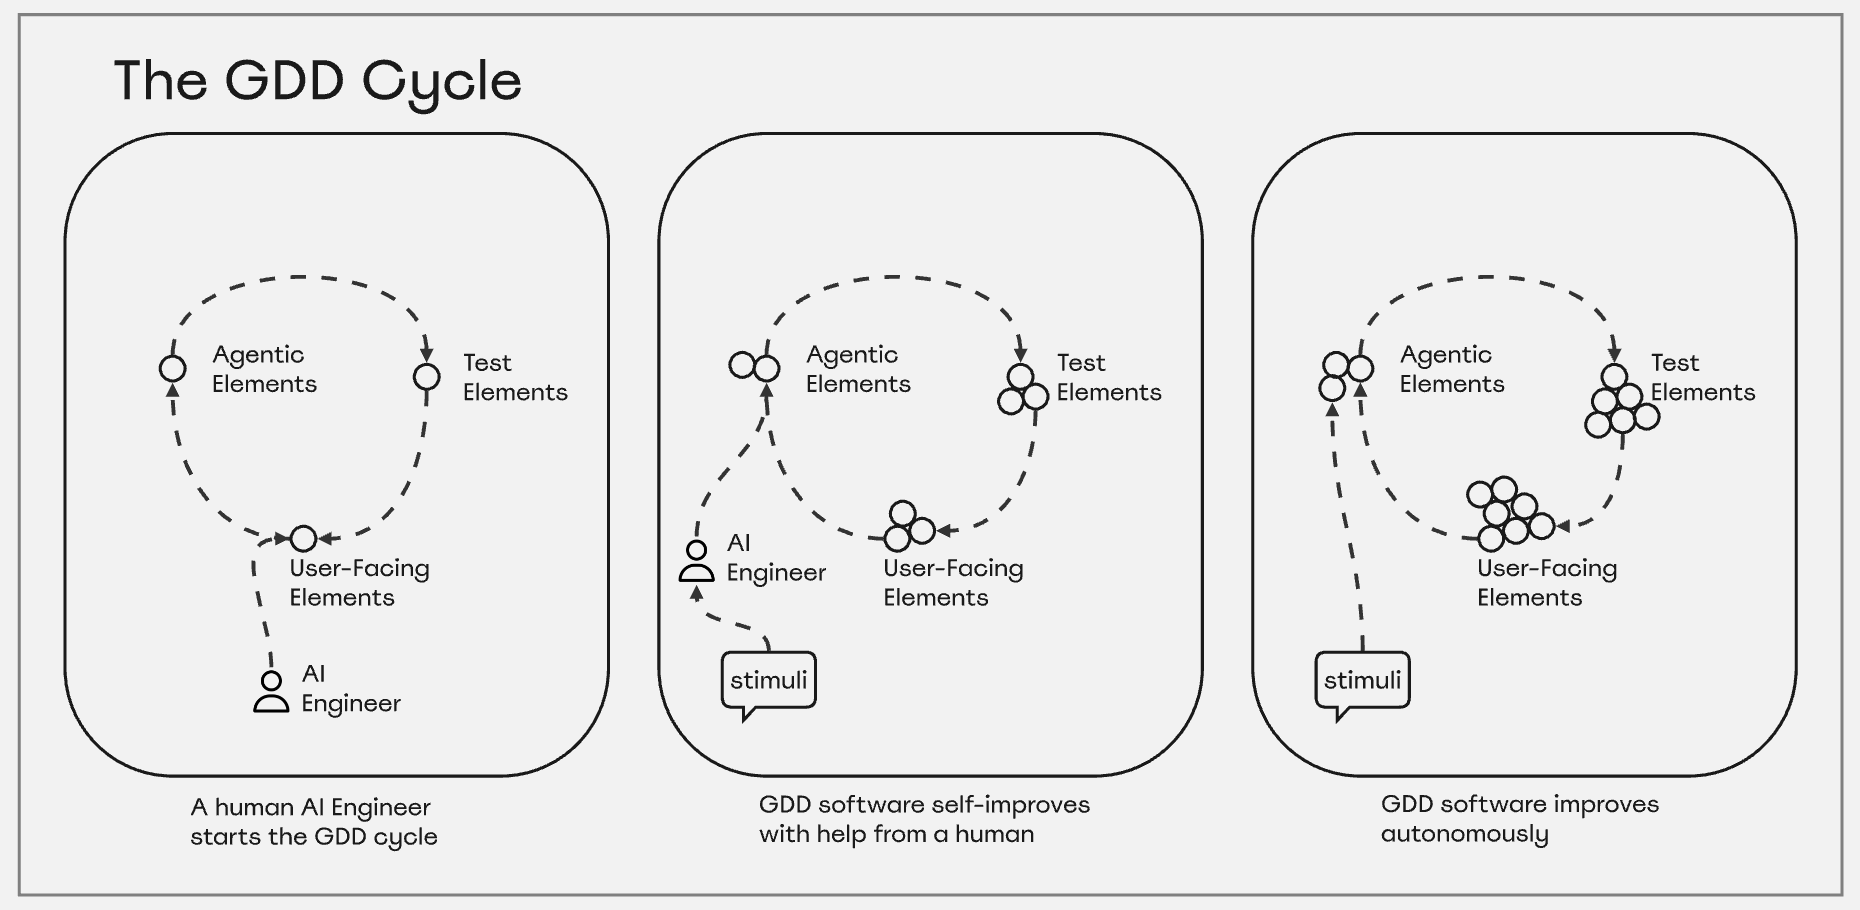 The GDD Cycle
Agentic
Elements
Test
Elements
User-Facing
Elements
AI
Engineer
A human AI Engineer
starts the GDD cycle
Agentic
Elements
Test
Elements
AI
Engineer
User-Facing
Elements
stimuli
GDD software self-improves
with help from a human
Agentic
Elements
Test
Elements
User-Facing
Elements
stimuli
GDD software improves
autonomously